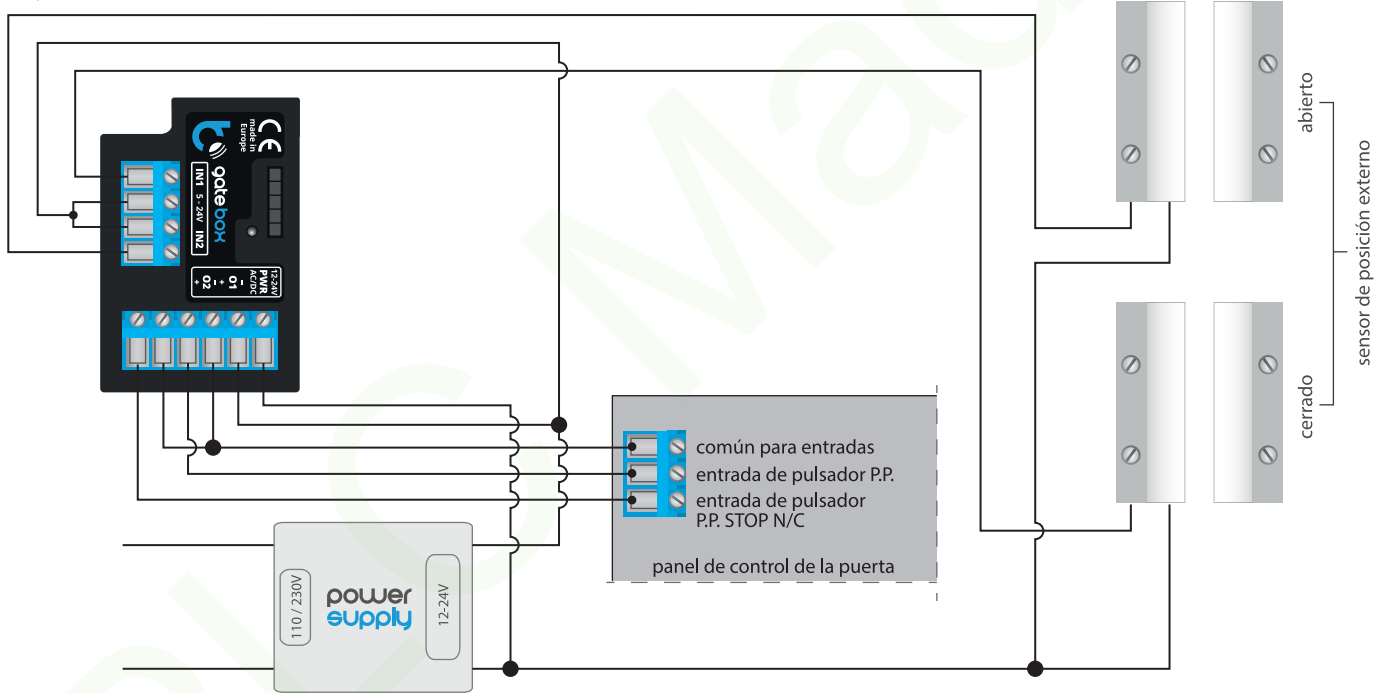 CE
made in
Europe
gatebox
IN1 5 - 24V IN2
12-24V
PWR
AC/DC
- O1 +
- O2 +
abierto
cerrado
sensor de posición externo
común para entradas
entrada de pulsador P.P.
entrada de pulsador
P.P. STOP N/C
panel de control de la puerta
110 / 230V
power
supply
12-24V